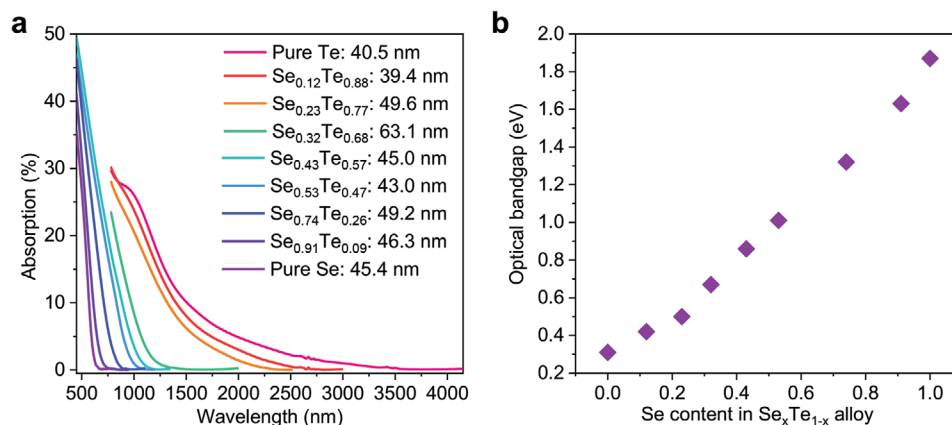 a
50
40
30
20
10
0
Absorption (%)
500 1000 1500 2000 2500 3000 3500 4000
Wavelength (nm)
Pure Te: 40.5 nm
Se0.12Te0.88: 39.4 nm
Se0.23Te0.77: 49.6 nm
Se0.32Te0.68: 63.1 nm
Se0.43Te0.57: 45.0 nm
Se0.53Te0.47: 43.0 nm
Se0.74Te0.26: 49.2 nm
Se0.91Te0.09: 46.3 nm
Pure Se: 45.4 nm
b
2.0
1.8
1.6
1.4
1.2
1.0
0.8
0.6
0.4
0.2
Optical bandgap (eV)
0.0 0.2 0.4 0.6 0.8 1.0
Se content in SexTe1-x alloy